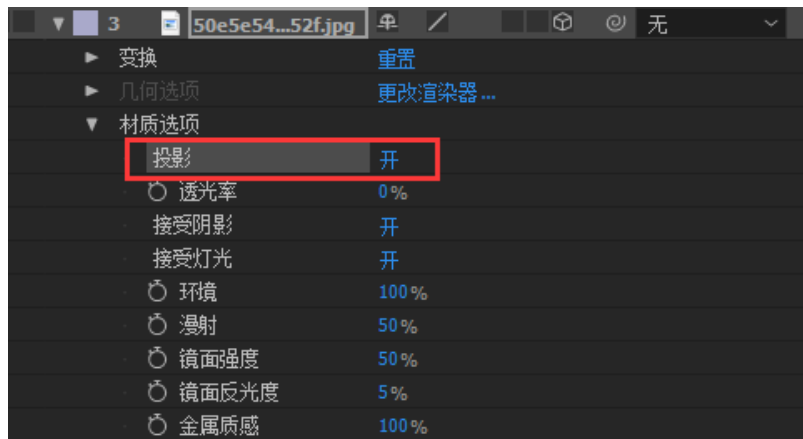 3 50e5e54...52f.jpg 无
变换 重置
几何选项 更改渲染器...
材质选项
投影 开
透光率 0%
接受阴影 开
接受灯光 开
环境 100%
漫射 50%
镜面强度 50%
镜面反光度 5%
金属质感 100%